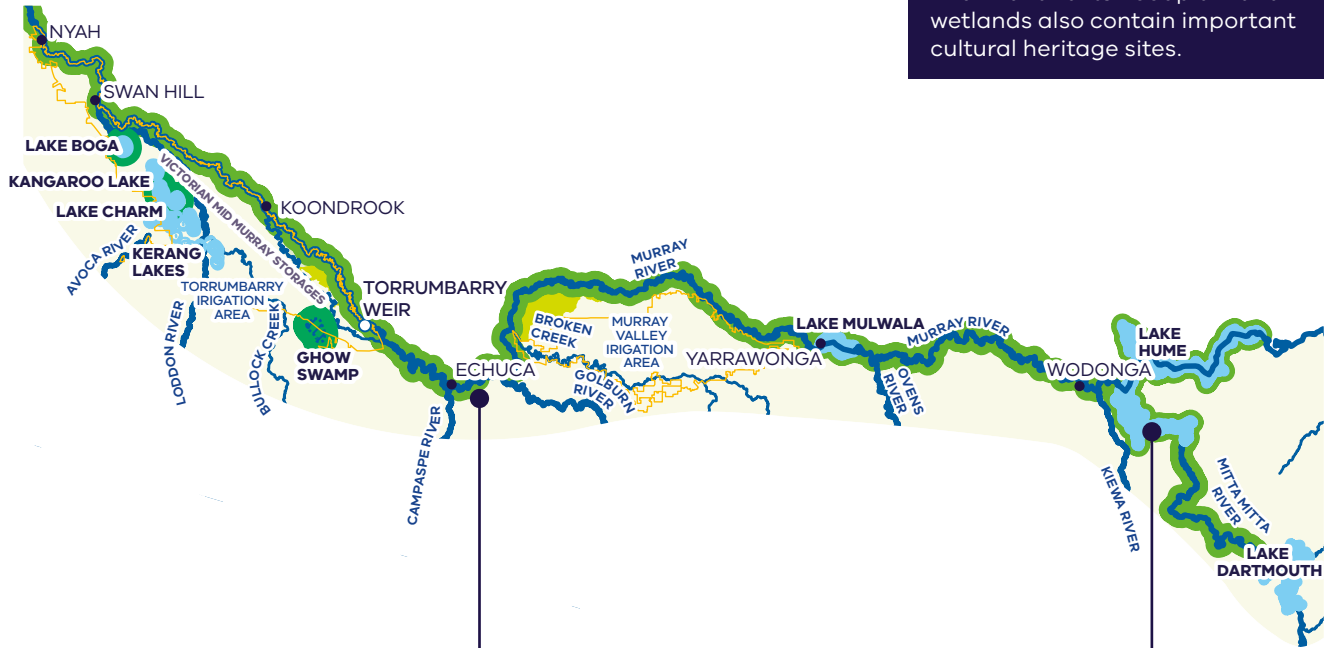 wetlands also contain important
cultural heritage sites.
NYAH
SWAN HILL
LAKE BOGA
KANGAROO LAKE
LAKE CHARM
VICTORIAN MID MURRAY STORAGES
KOONDROOK
AVOCA RIVER
KERANG
LAKES
TORRUMBARRY
IRIGATION
AREA
LODDON RIVER
BULLOCK CREEK
GHOW
SWAMP
TORRUMBARRY
WEIR
ECHUCA
CAMPASPE RIVER
MURRAY
RIVER
BROKEN
CREEK
MURRAY
VALLEY
IRIGATION
AREA
GOLBURN
RIVER
YARRAWONGA
LAKE MULWALA
MURRAY RIVER
OVENS
RIVER
WODONGA
LAKE
HUME
KIEWA RIVER
MITTA MITTA
RIVER
LAKE
DARTMOUTH